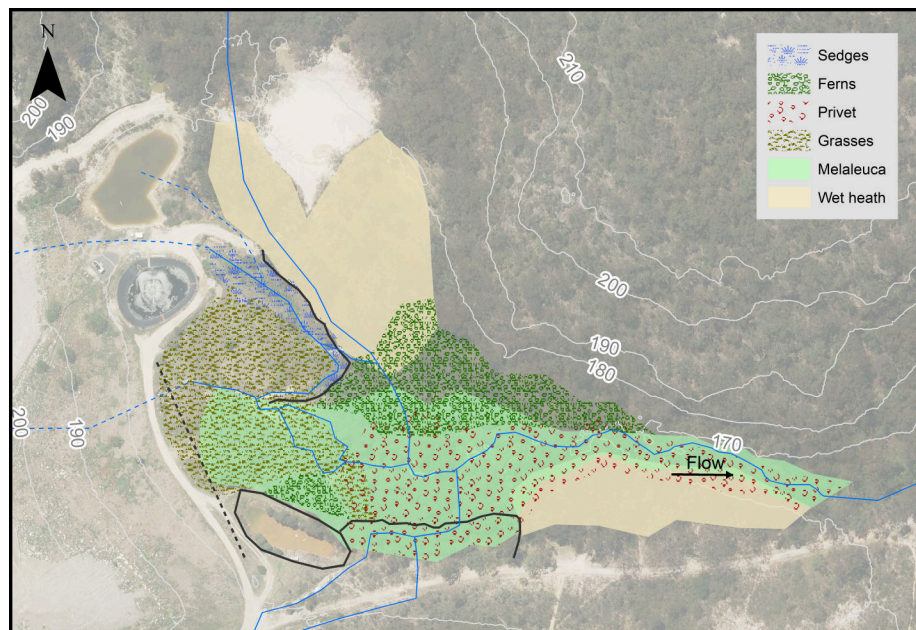 N
Sedges
Ferns
Privet
Grasses
Melaleuca
Wet heath
200
190
210
200
190
180
170
200
190
Flow